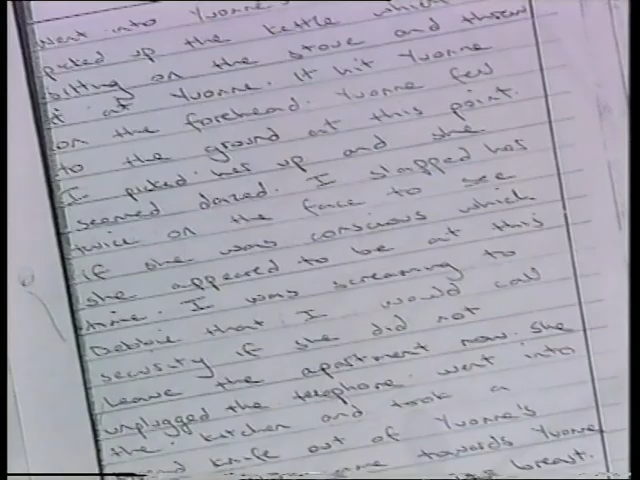 went into Yvonne's
picked up the kettle which
sitting on the stove and threw
it at Yvonne. It hit Yvonne
on the forehead. Yvonne fell
to the ground at this point.
I picked her up and she
seemed dazed. I slapped her
twice on the face to see
if she was conscious which
she appeared to be at this
time. I was screaming to
Debbie that I would call
security if she did not
leave the apartment now. She
unplugged the telephone. went into
the kitchen and took a
knife out of Yvonne's
towards Yvonne
breast.